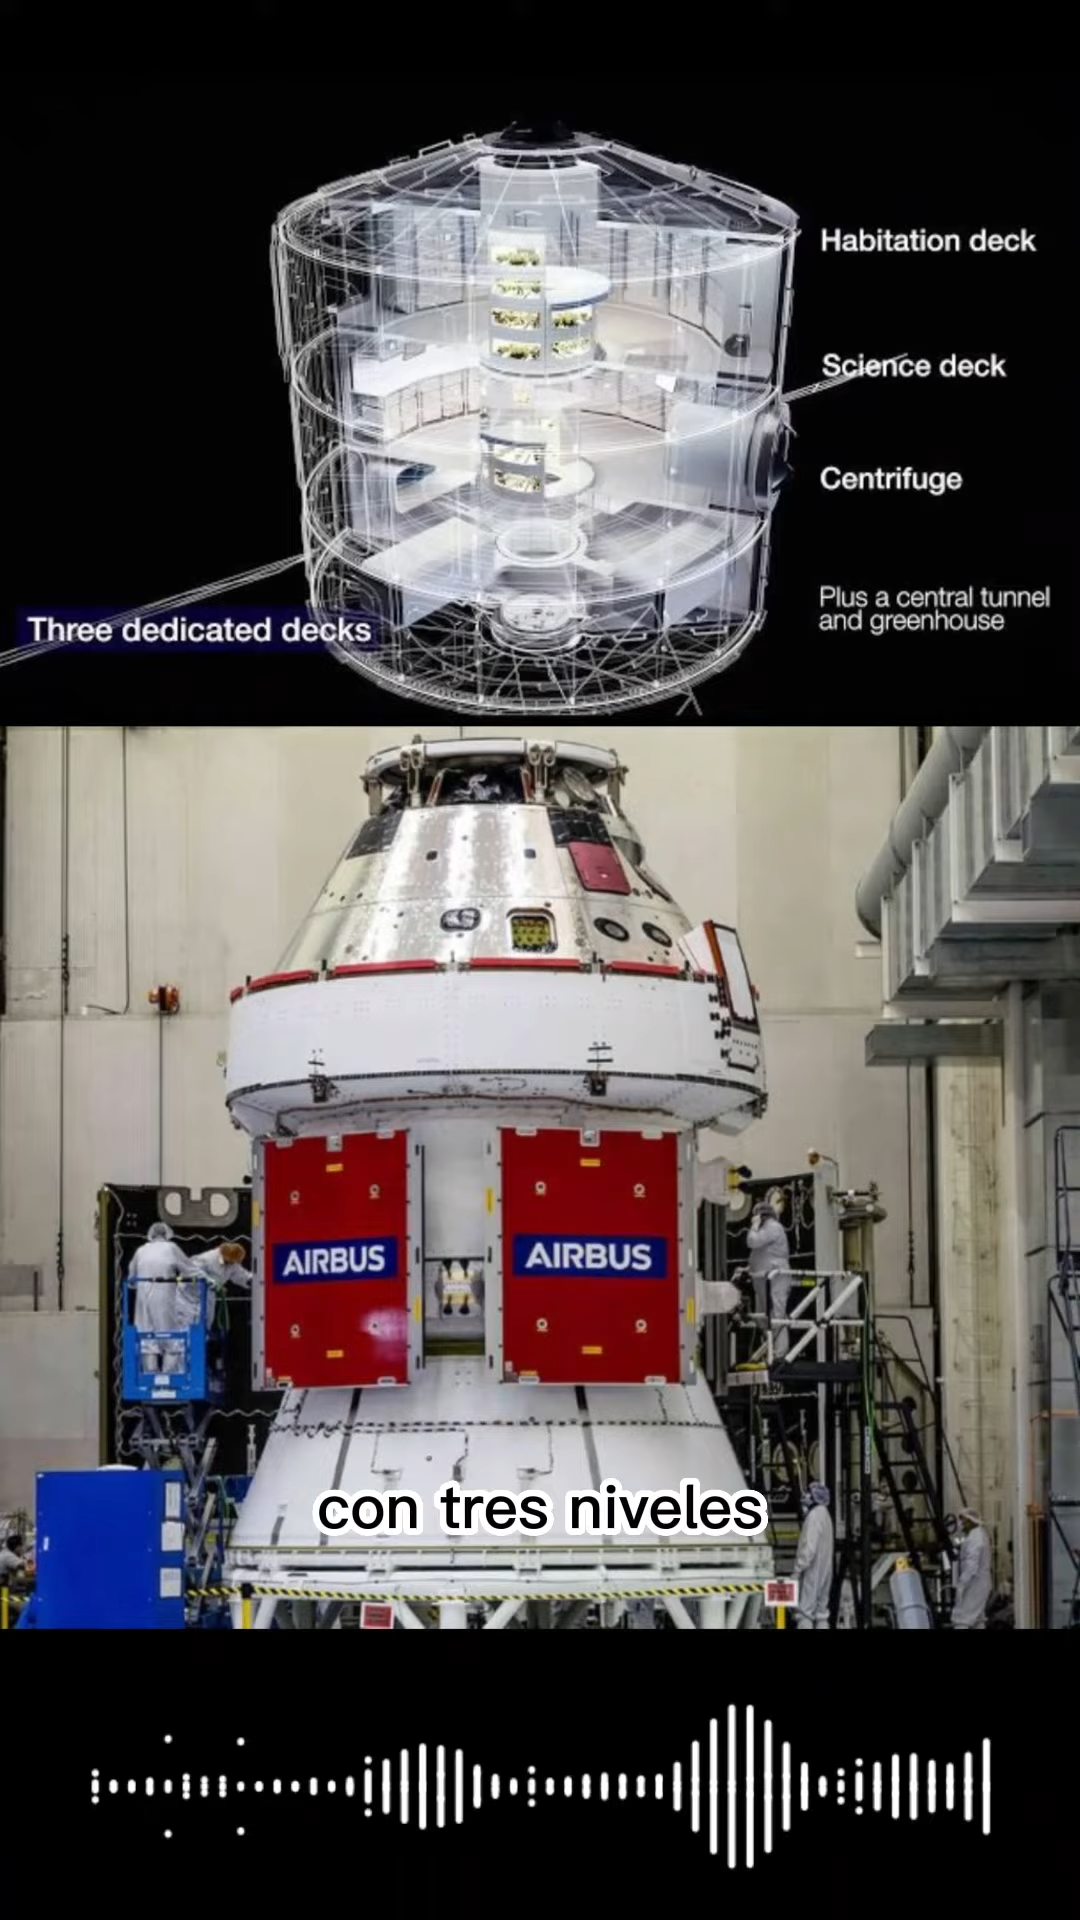 Habitation deck
Science deck
Centrifuge
Plus a central tunnel
and greenhouse
Three dedicated decks
AIRBUS
AIRBUS
con tres niveles